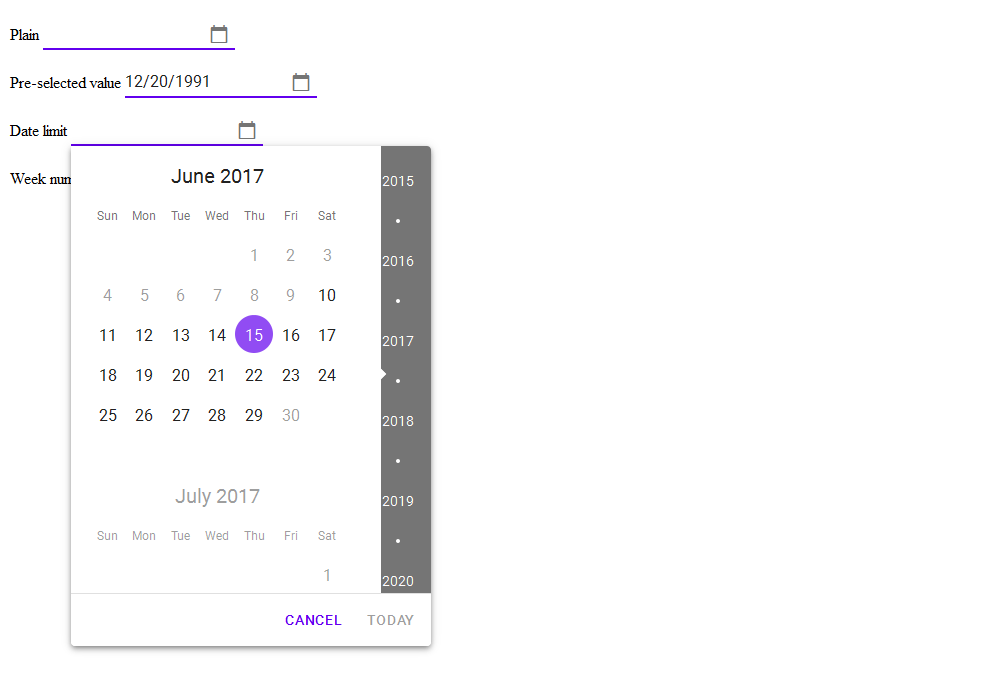 Plain
Pre-selected value 12/20/1991
Date limit
Week num
June 2017
Sun Mon Tue Wed Thu Fri Sat
1 2 3
4 5 6 7 8 9 10
11 12 13 14 15 16 17
18 19 20 21 22 23 24
25 26 27 28 29 30
July 2017
Sun Mon Tue Wed Thu Fri Sat
1
2015
2016
2017
2018
2019
2020
CANCEL TODAY